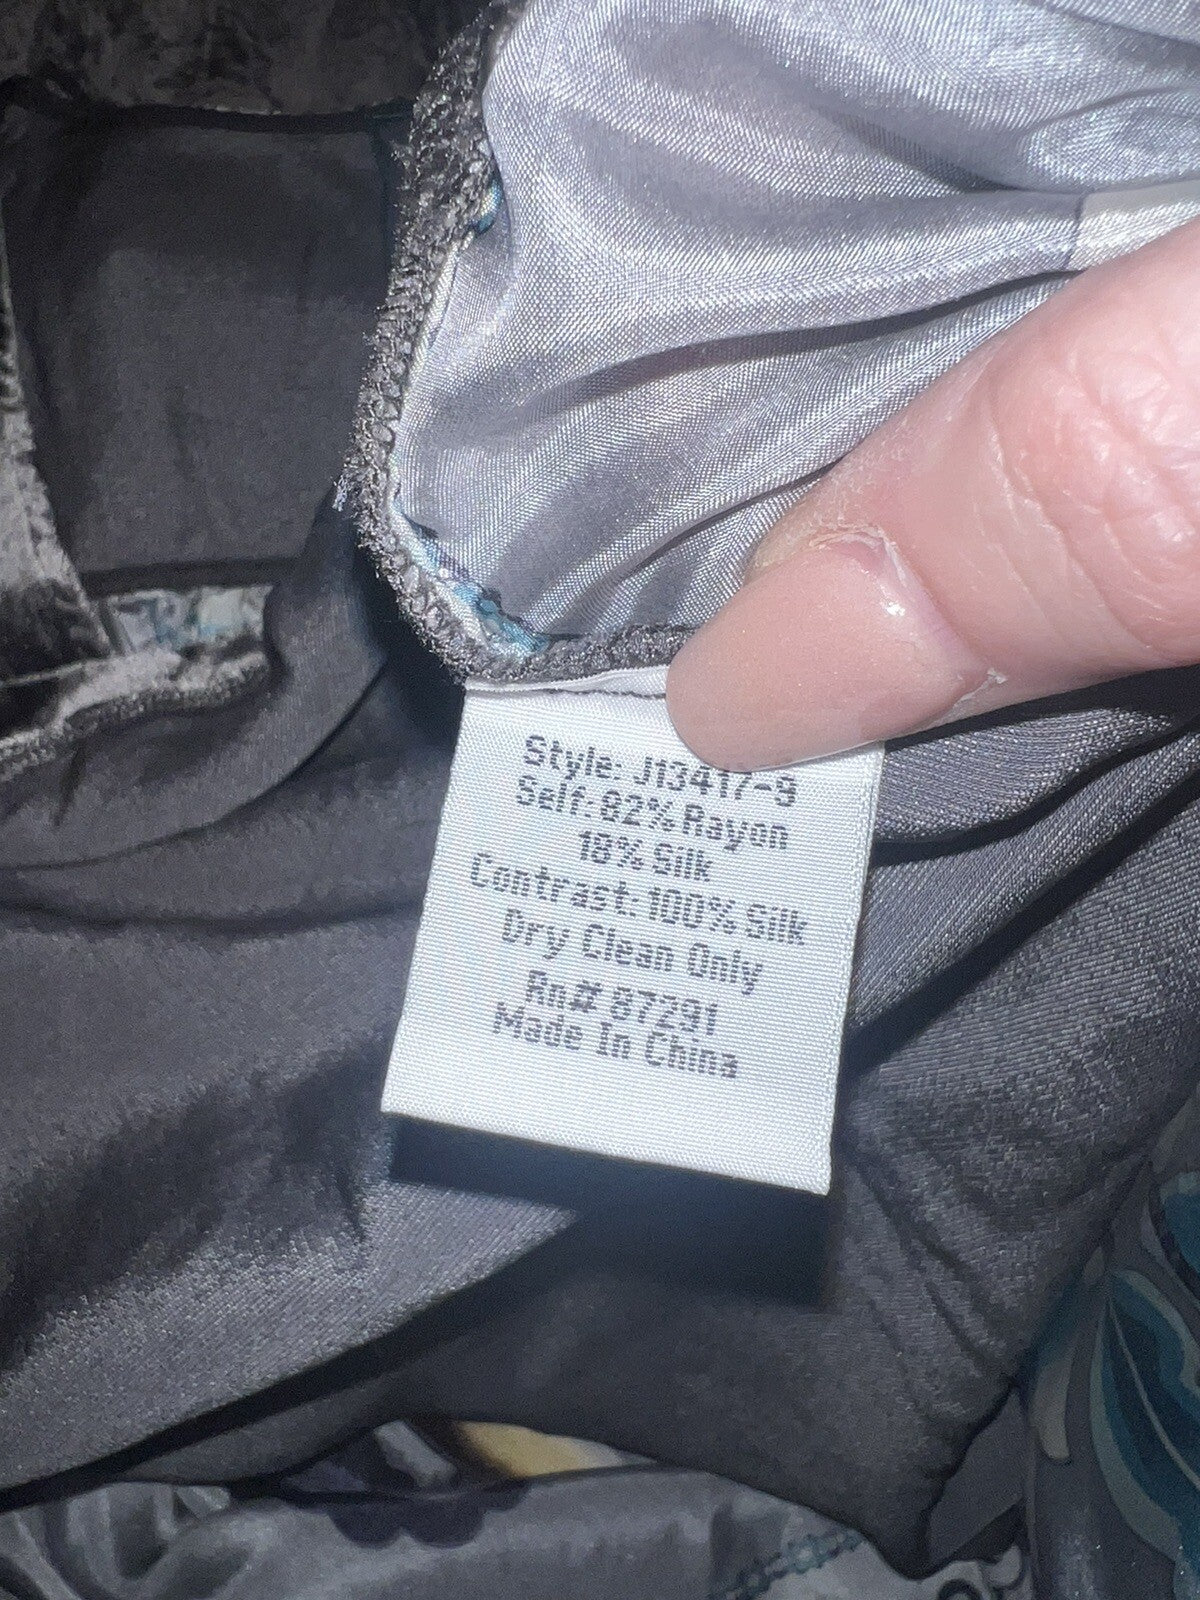 Style: J13417-9
Self: 82% Rayon
18% Silk
Contrast: 100% Silk
Dry Clean Only
Rn# 87291
Made In China